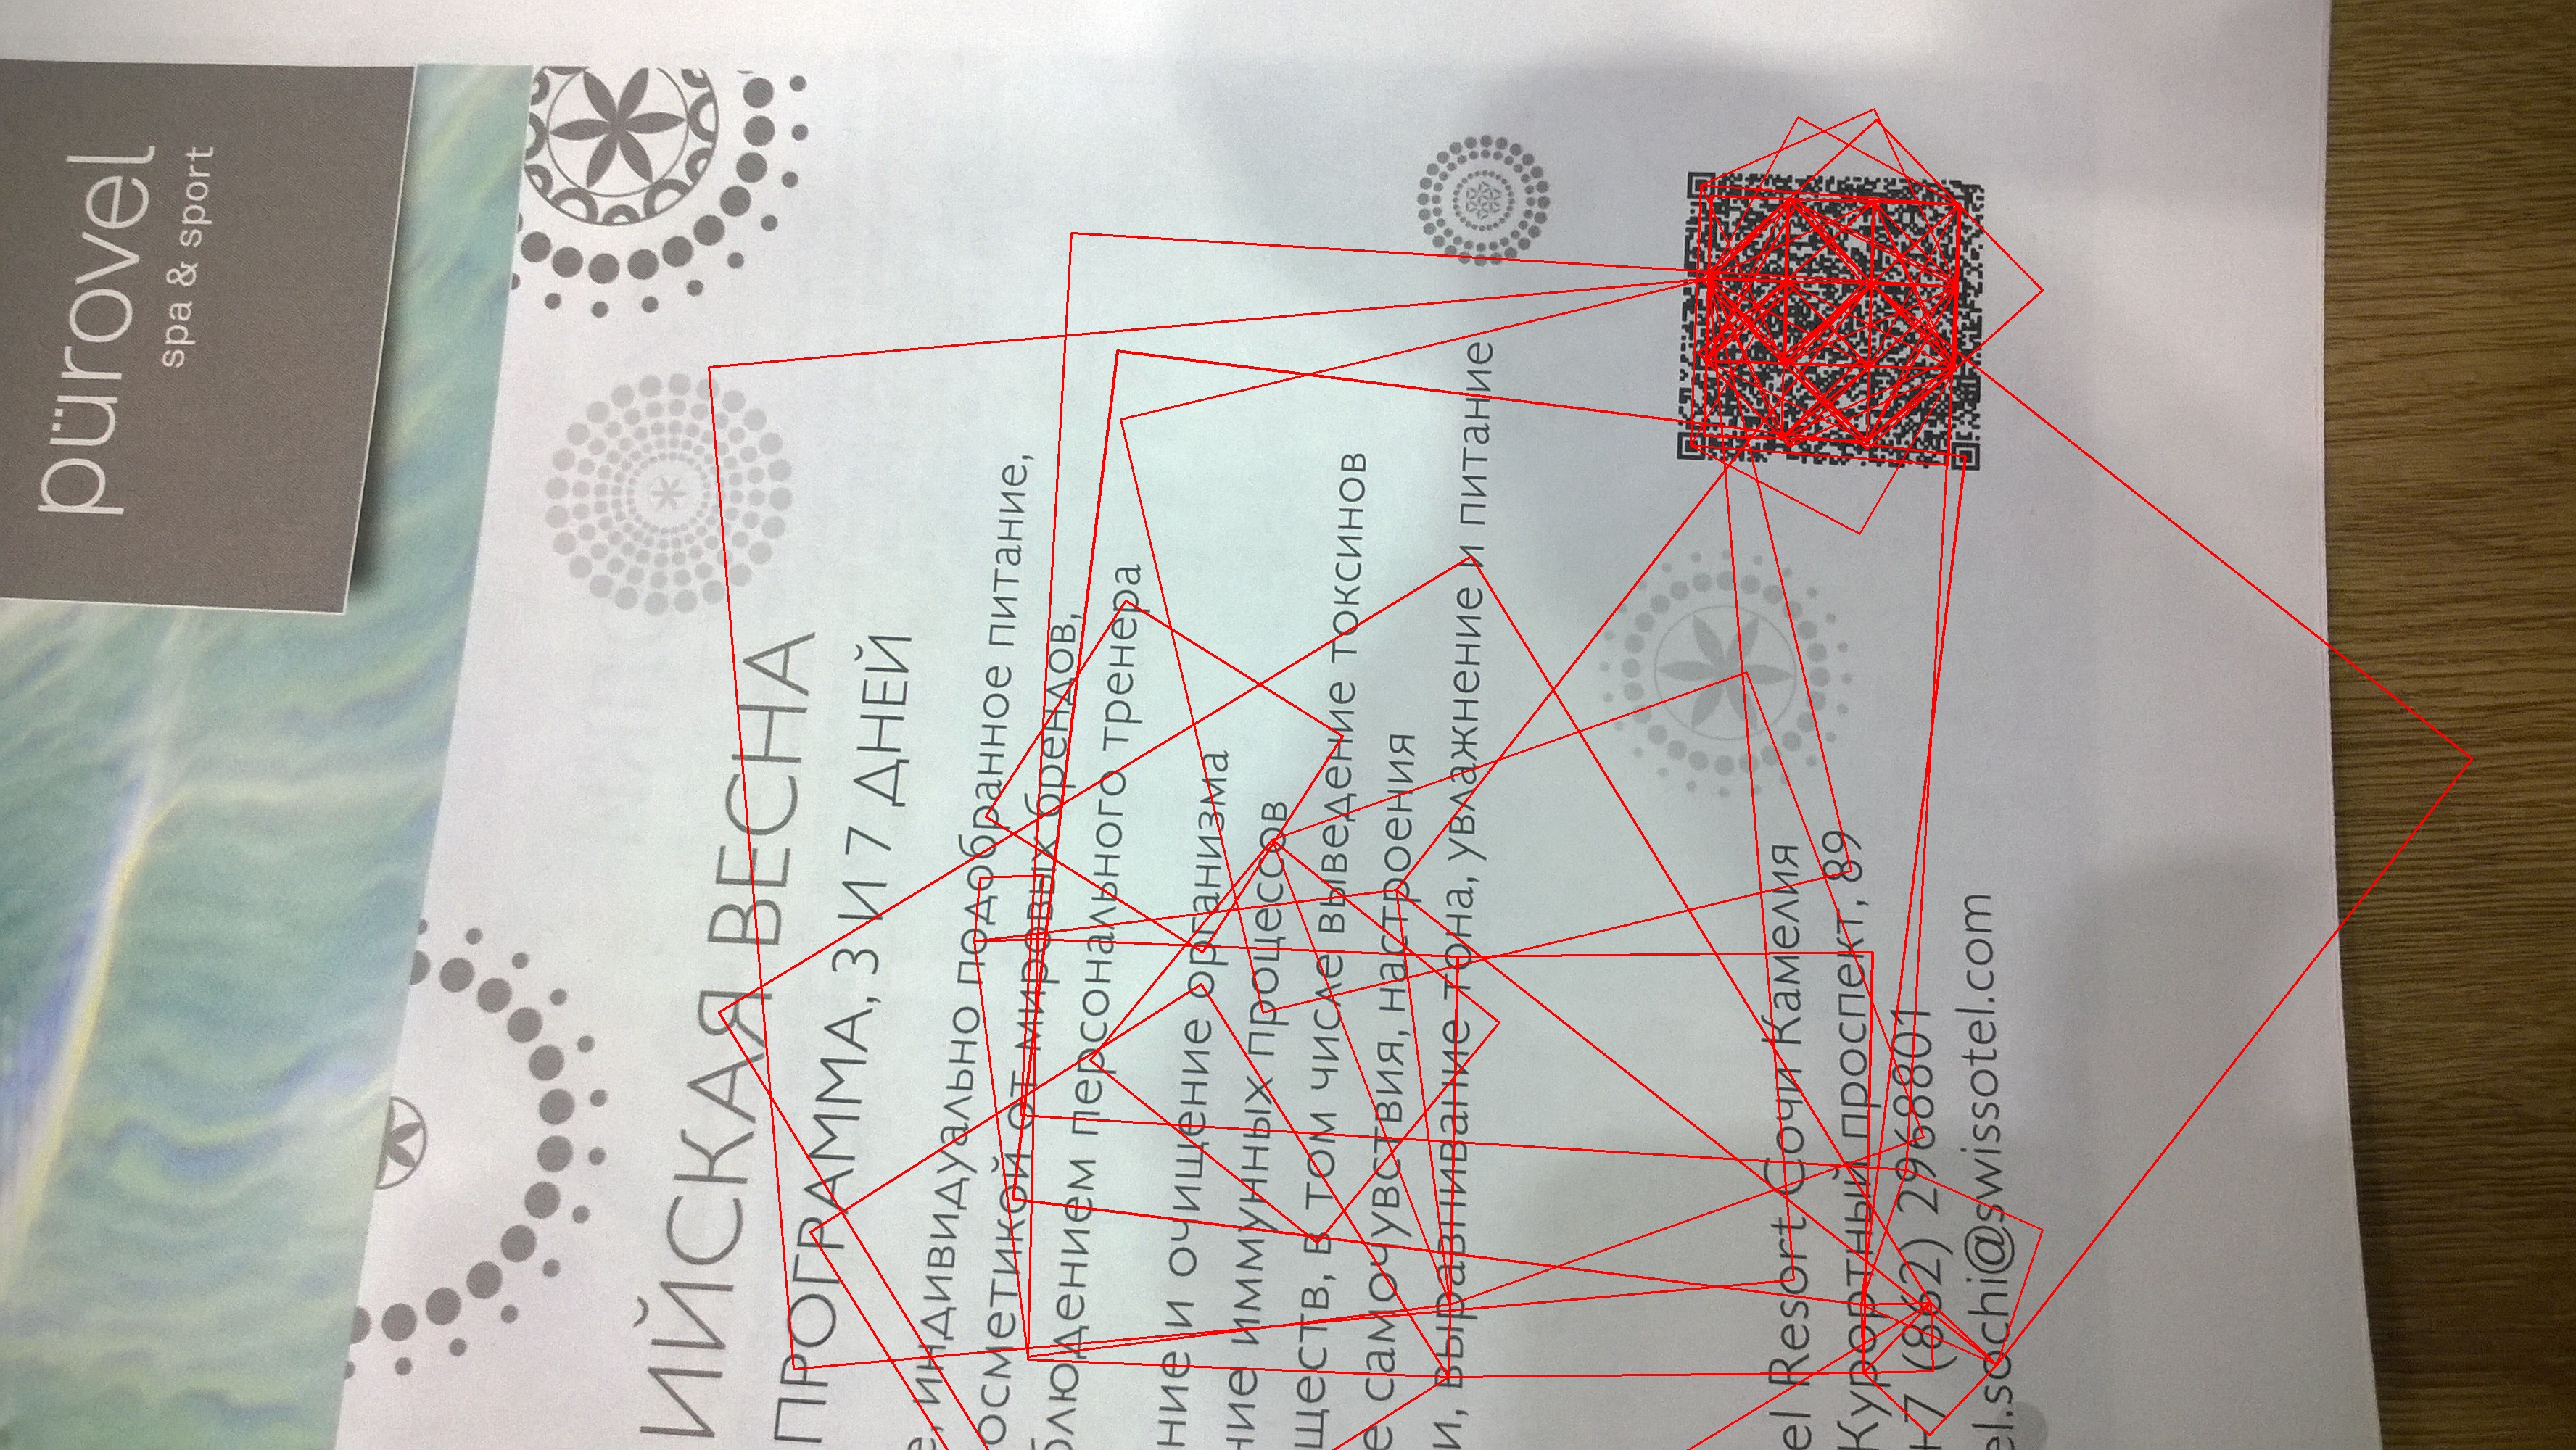 pürovel
spa & sport
ИЙСКАЯ ВЕСНА
ПРОГРАММА, 3 И 7 ДНЕЙ
е, индивидуально подобранное питание,
осметикой от мировых брендов,
блюдением персонального тренера
ние и очищение организма
ние иммунных процессов
ществ, в том числе выведение токсинов
е самочувствия, настроения
и, выравнивание тона, увлажнение и питание
el Resort Сочи Камелия
Курортный проспект, 89
7 (862) 2968801
el.sochi@swissotel.com